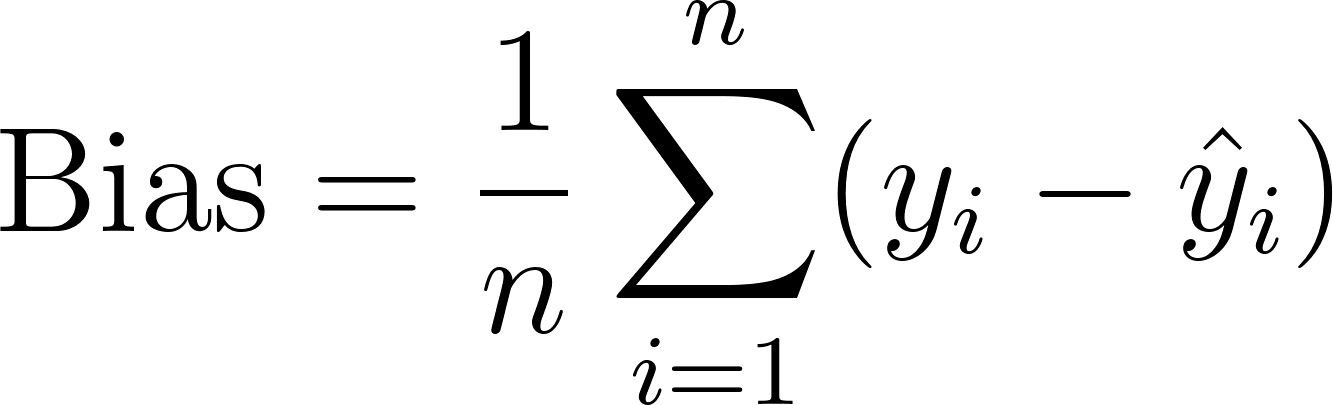 Bias = \frac{1}{n} \sum_{i=1}^{n} (y_i - \hat{y}_i)